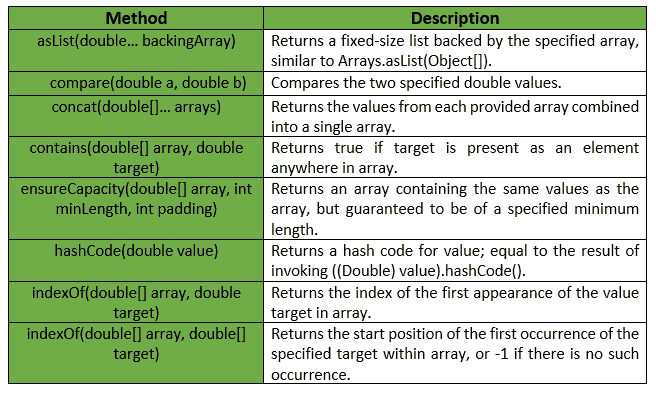 Method
Description
asList(double... backingArray)
Returns a fixed-size list backed by the specified array,
similar to Arrays.asList(Object[]).
compare(double a, double b)
Compares the two specified double values.
concat(double[]... arrays)
Returns the values from each provided array combined
into a single array.
contains(double[] array, double
target)
Returns true if target is present as an element
anywhere in array.
ensureCapacity(double[] array, int
minLength, int padding)
Returns an array containing the same values as the
array, but guaranteed to be of a specified minimum
length.
hashCode(double value)
Returns a hash code for value; equal to the result of
invoking ((Double) value).hashCode().
indexOf(double[] array, double
target)
Returns the index of the first appearance of the value
target in array.
indexOf(double[] array, double[]
target)
Returns the start position of the first occurrence of the
specified target within array, or -1 if there is no such
occurrence.